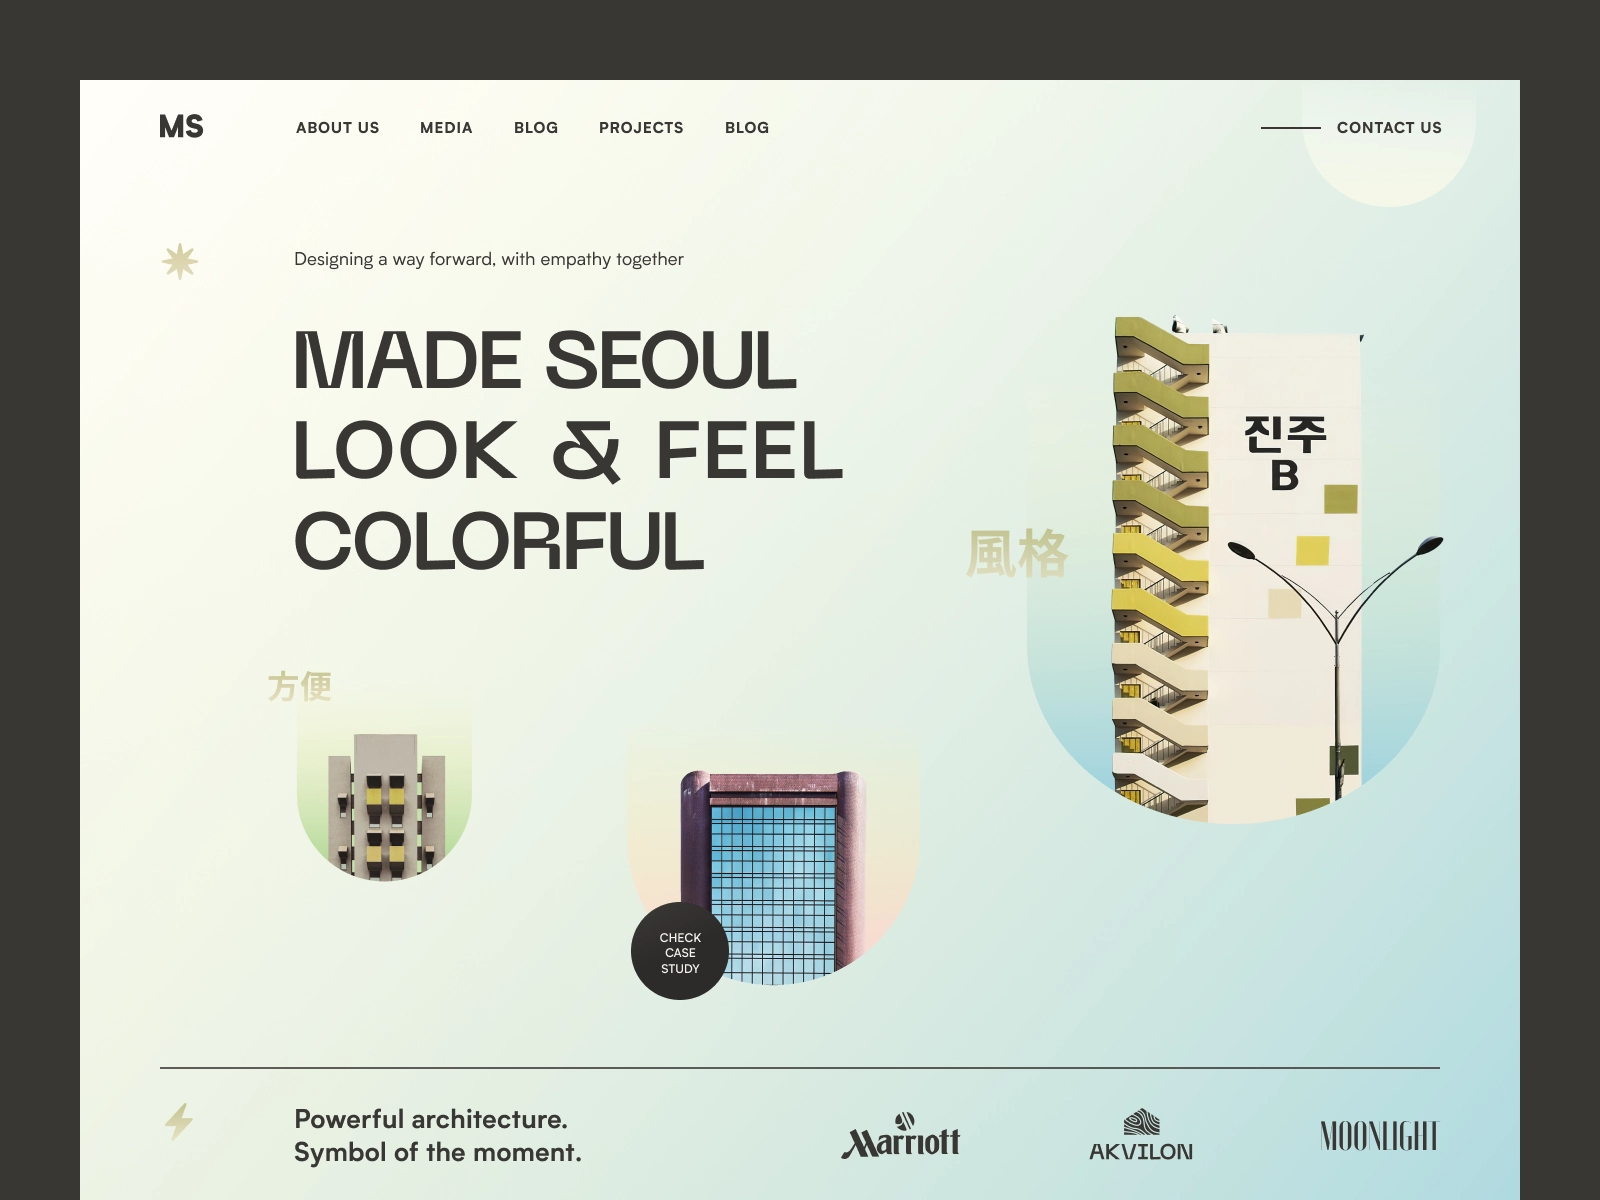 MS
ABOUT US
MEDIA
BLOG
PROJECTS
BLOG
CONTACT US
Designing a way forward, with empathy together
MADE SEOUL
LOOK & FEEL
COLORFUL
진주
B
風格
方便
CHECK
CASE
STUDY
Powerful architecture.
Symbol of the moment.
Marriott
AKVILON
MOONLIGHT